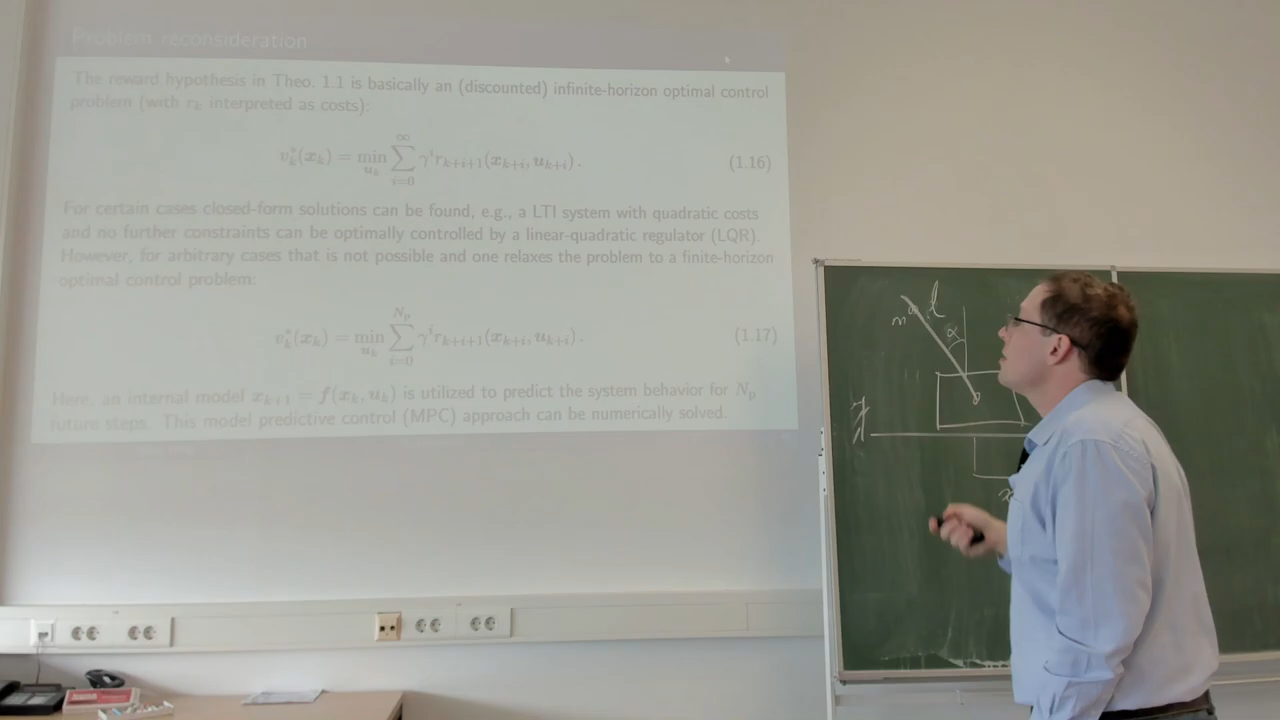 Problem reconsideration
The reward hypothesis in Theo. 1.1 is basically an (discounted) infinite-horizon optimal control
problem (with r_k interpreted as costs):
v*_k(x_k) = min_{u_k} ∑_{i=0}^{∞} γ^i r_{k+i+1}(x_{k+i}, u_{k+i}). (1.16)
For certain cases closed-form solutions can be found, e.g., a LTI system with quadratic costs
and no further constraints can be optimally controlled by a linear-quadratic regulator (LQR).
However, for arbitrary cases that is not possible and one relaxes the problem to a finite-horizon
optimal control problem:
v*_k(x_k) = min_{u_k} ∑_{i=0}^{N_p} γ^i r_{k+i+1}(x_{k+i}, u_{k+i}). (1.17)
Here, an internal model x_{k+1} = f(x_k, u_k) is utilized to predict the system behavior for N_p
future steps. This model predictive control (MPC) approach can be numerically solved.
m l
α
x